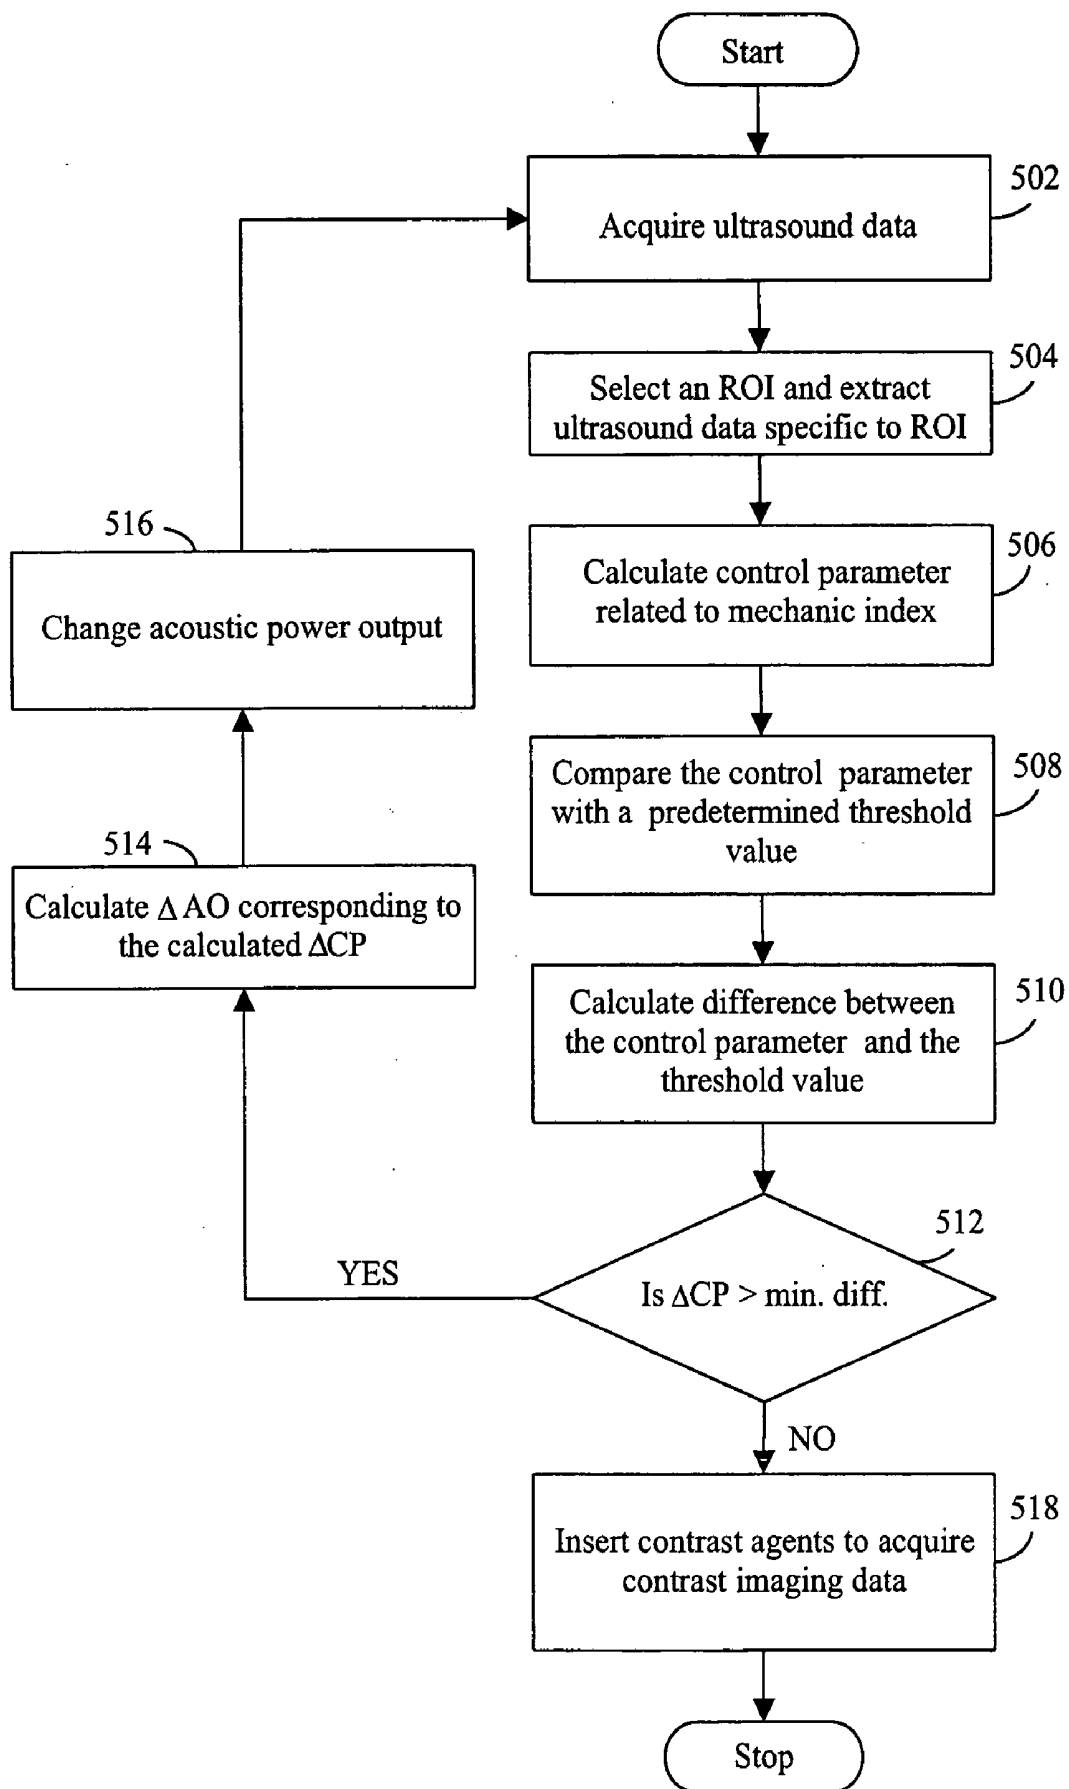 Start
502
Acquire ultrasound data
504
Select an ROI and extract
ultrasound data specific to ROI
506
Calculate control parameter
related to mechanic index
508
Compare the control parameter
with a predetermined threshold
value
510
Calculate difference between
the control parameter and the
threshold value
512
Is ΔCP > min. diff.
YES
514
Calculate Δ AO corresponding to
the calculated ΔCP
516
Change acoustic power output
NO
518
Insert contrast agents to acquire
contrast imaging data
Stop